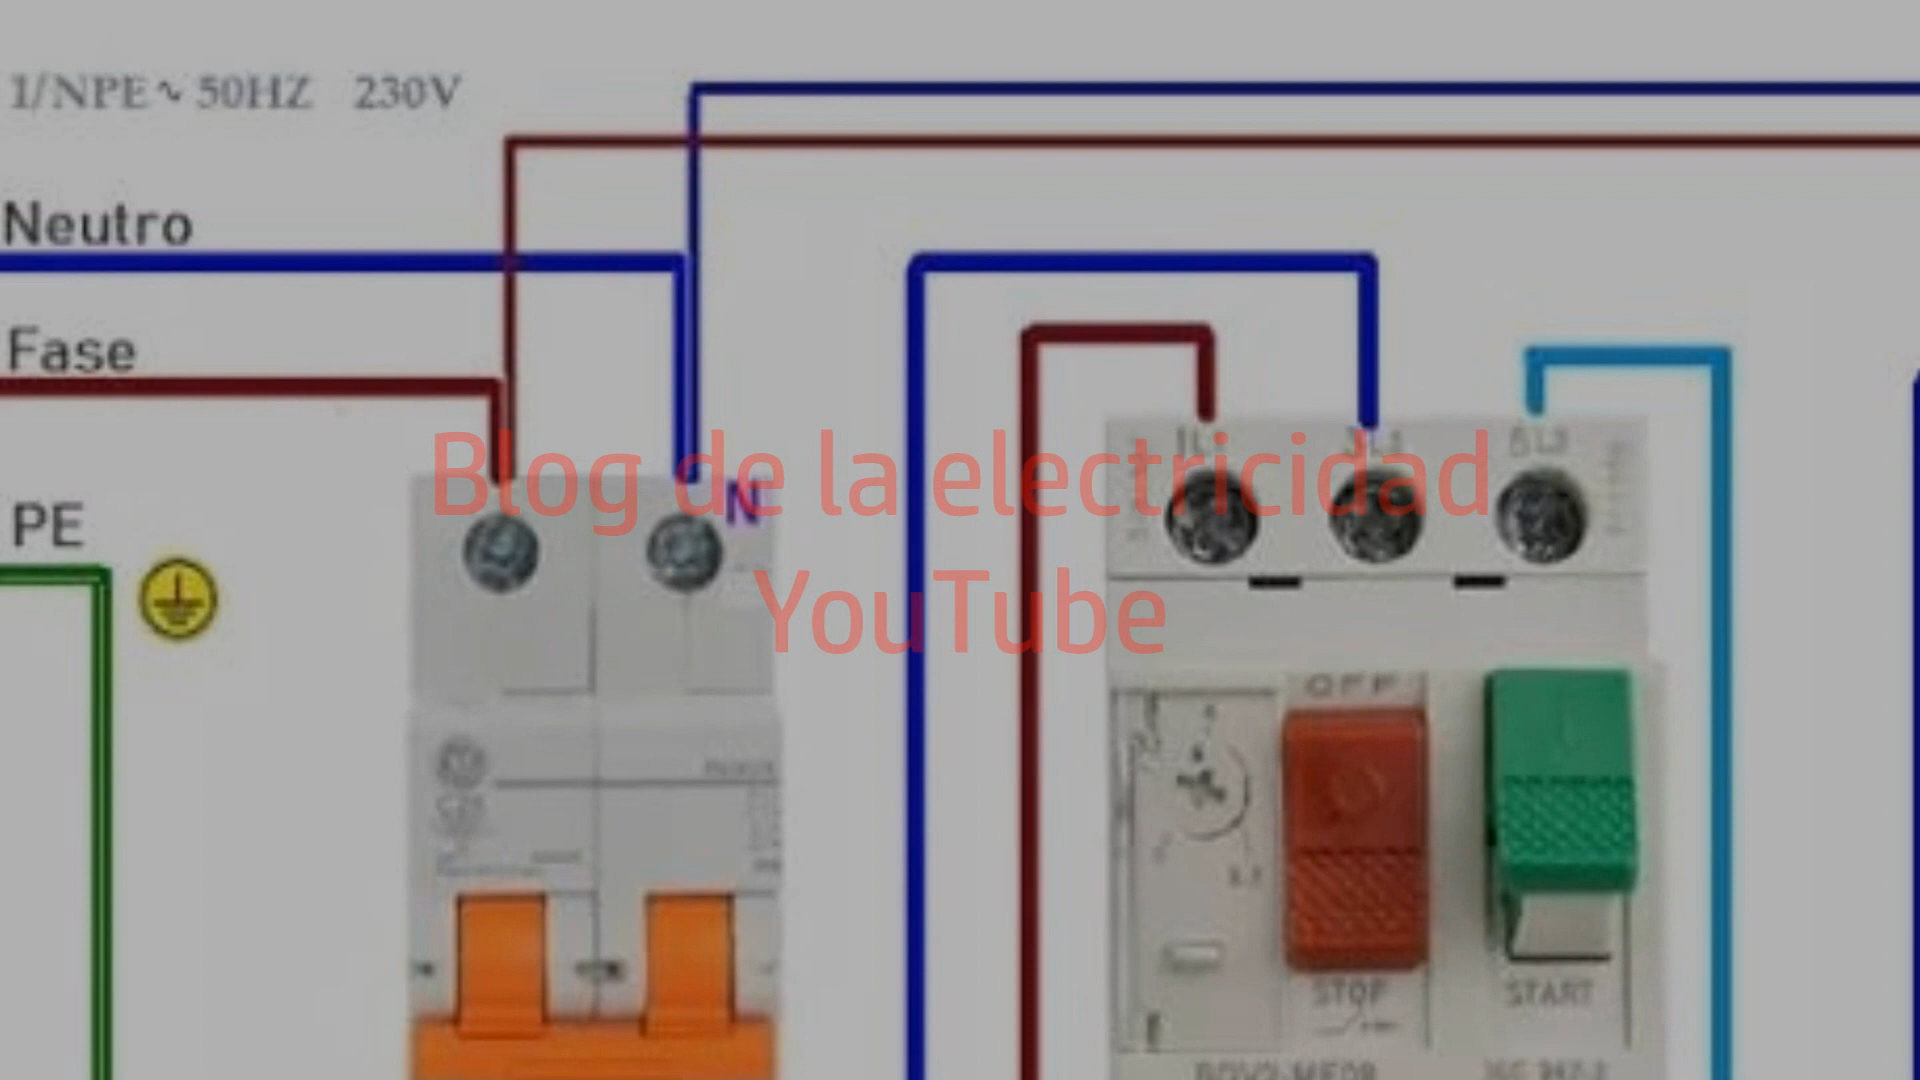 1/NPE ~ 50HZ 230V
Neutro
Fase
PE
N
Blog de la electricidad
YouTube
OFF
STOP
START